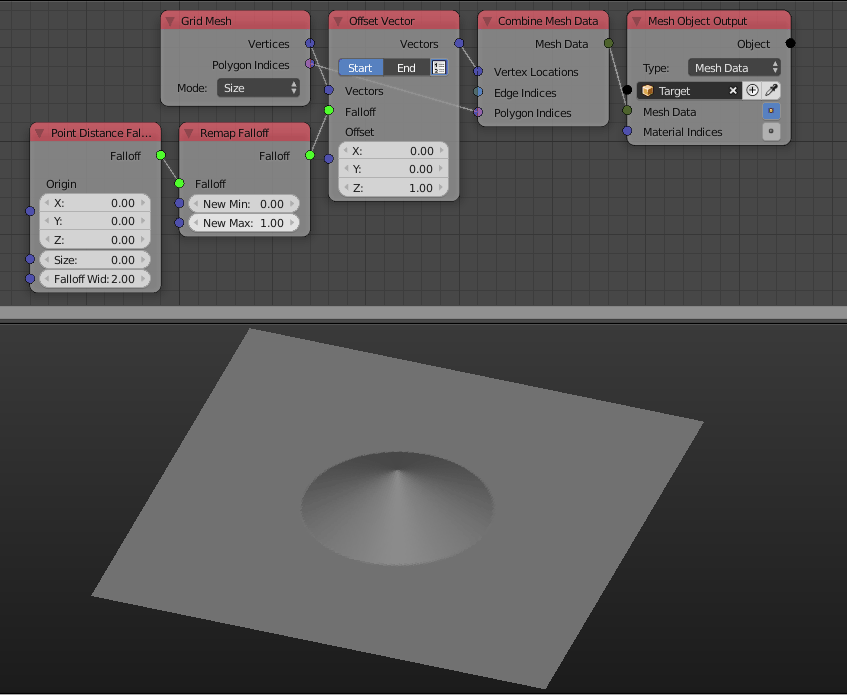 Grid Mesh
Vertices
Polygon Indices
Mode: Size
Offset Vector
Vectors
Start End
Vectors
Falloff
Offset
X: 0.00
Y: 0.00
Z: 1.00
Combine Mesh Data
Mesh Data
Vertex Locations
Edge Indices
Polygon Indices
Mesh Object Output
Object
Type: Mesh Data
Target
Mesh Data
Material Indices
Point Distance Fal...
Falloff
Origin
X: 0.00
Y: 0.00
Z: 0.00
Size: 0.00
Falloff Wid: 2.00
Remap Falloff
Falloff
Falloff
New Min: 0.00
New Max: 1.00